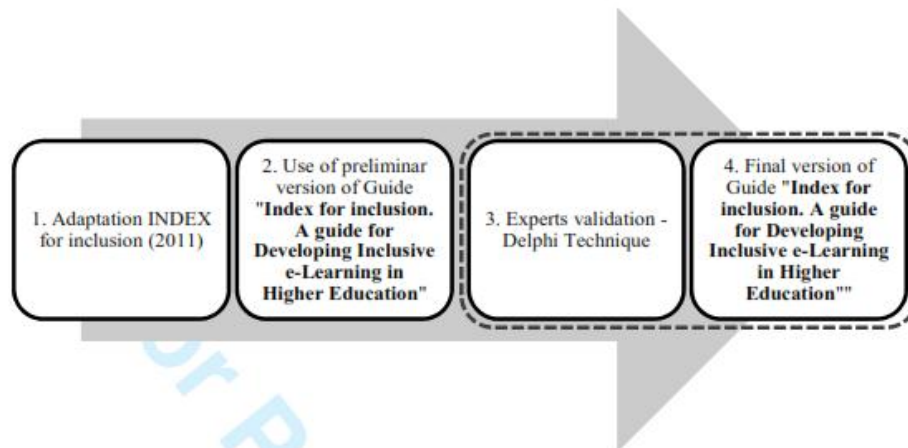 1. Adaptation INDEX
for inclusion (2011)
2. Use of preliminar
version of Guide
"Index for inclusion.
A guide for
Developing Inclusive
e-Learning in
Higher Education"
3. Experts validation -
Delphi Technique
4. Final version of
Guide "Index for
inclusion. A guide
for Developing
Inclusive e-Learning
in Higher
Education""
or P